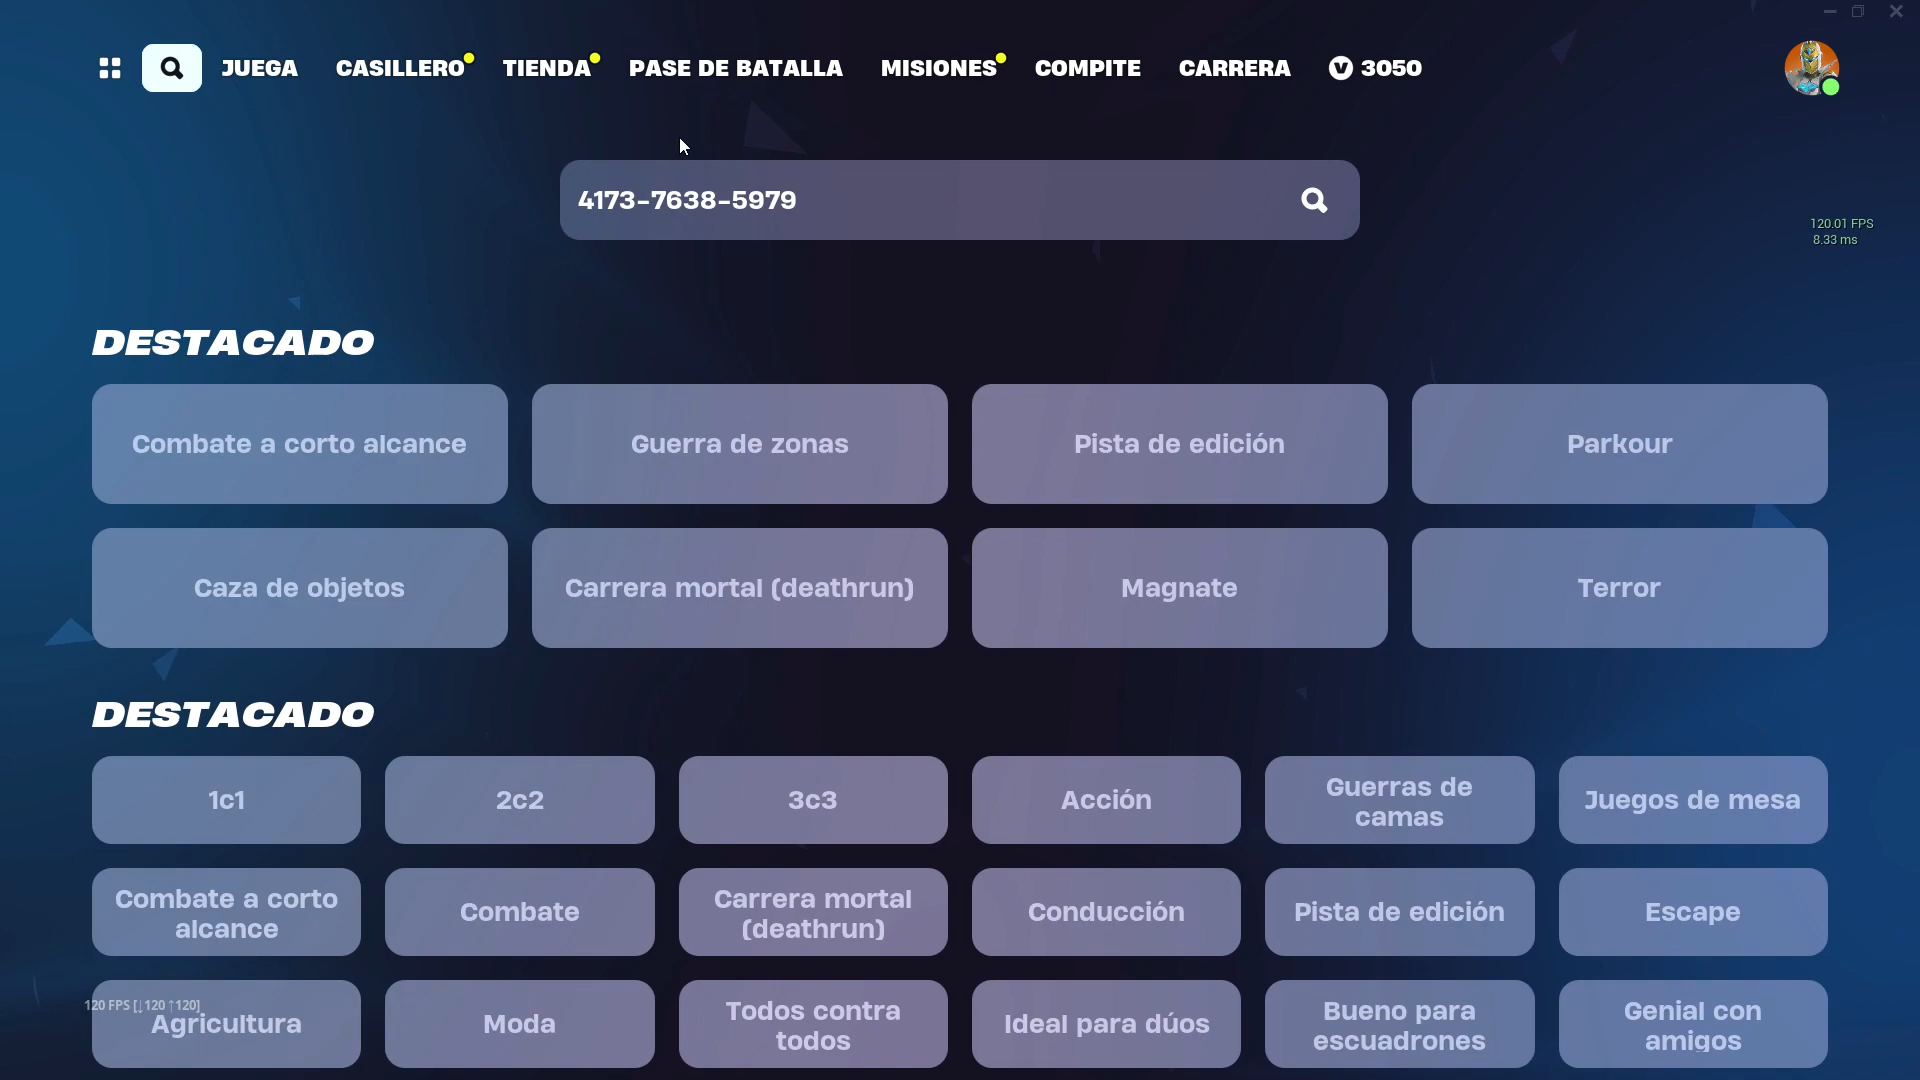 JUEGA CASILLERO TIENDA PASE DE BATALLA MISIONES COMPITE CARRERA V 3050
4173-7638-5979
120.01 FPS
8.33 ms
DESTACADO
Combate a corto alcance
Guerra de zonas
Pista de edición
Parkour
Caza de objetos
Carrera mortal (deathrun)
Magnate
Terror
DESTACADO
1c1
2c2
3c3
Acción
Guerras de
camas
Juegos de mesa
Combate a corto
alcance
Combate
Carrera mortal
(deathrun)
Conducción
Pista de edición
Escape
120 FPS [↓120 ↑120]
Agricultura
Moda
Todos contra
todos
Ideal para dúos
Bueno para
escuadrones
Genial con
amigos